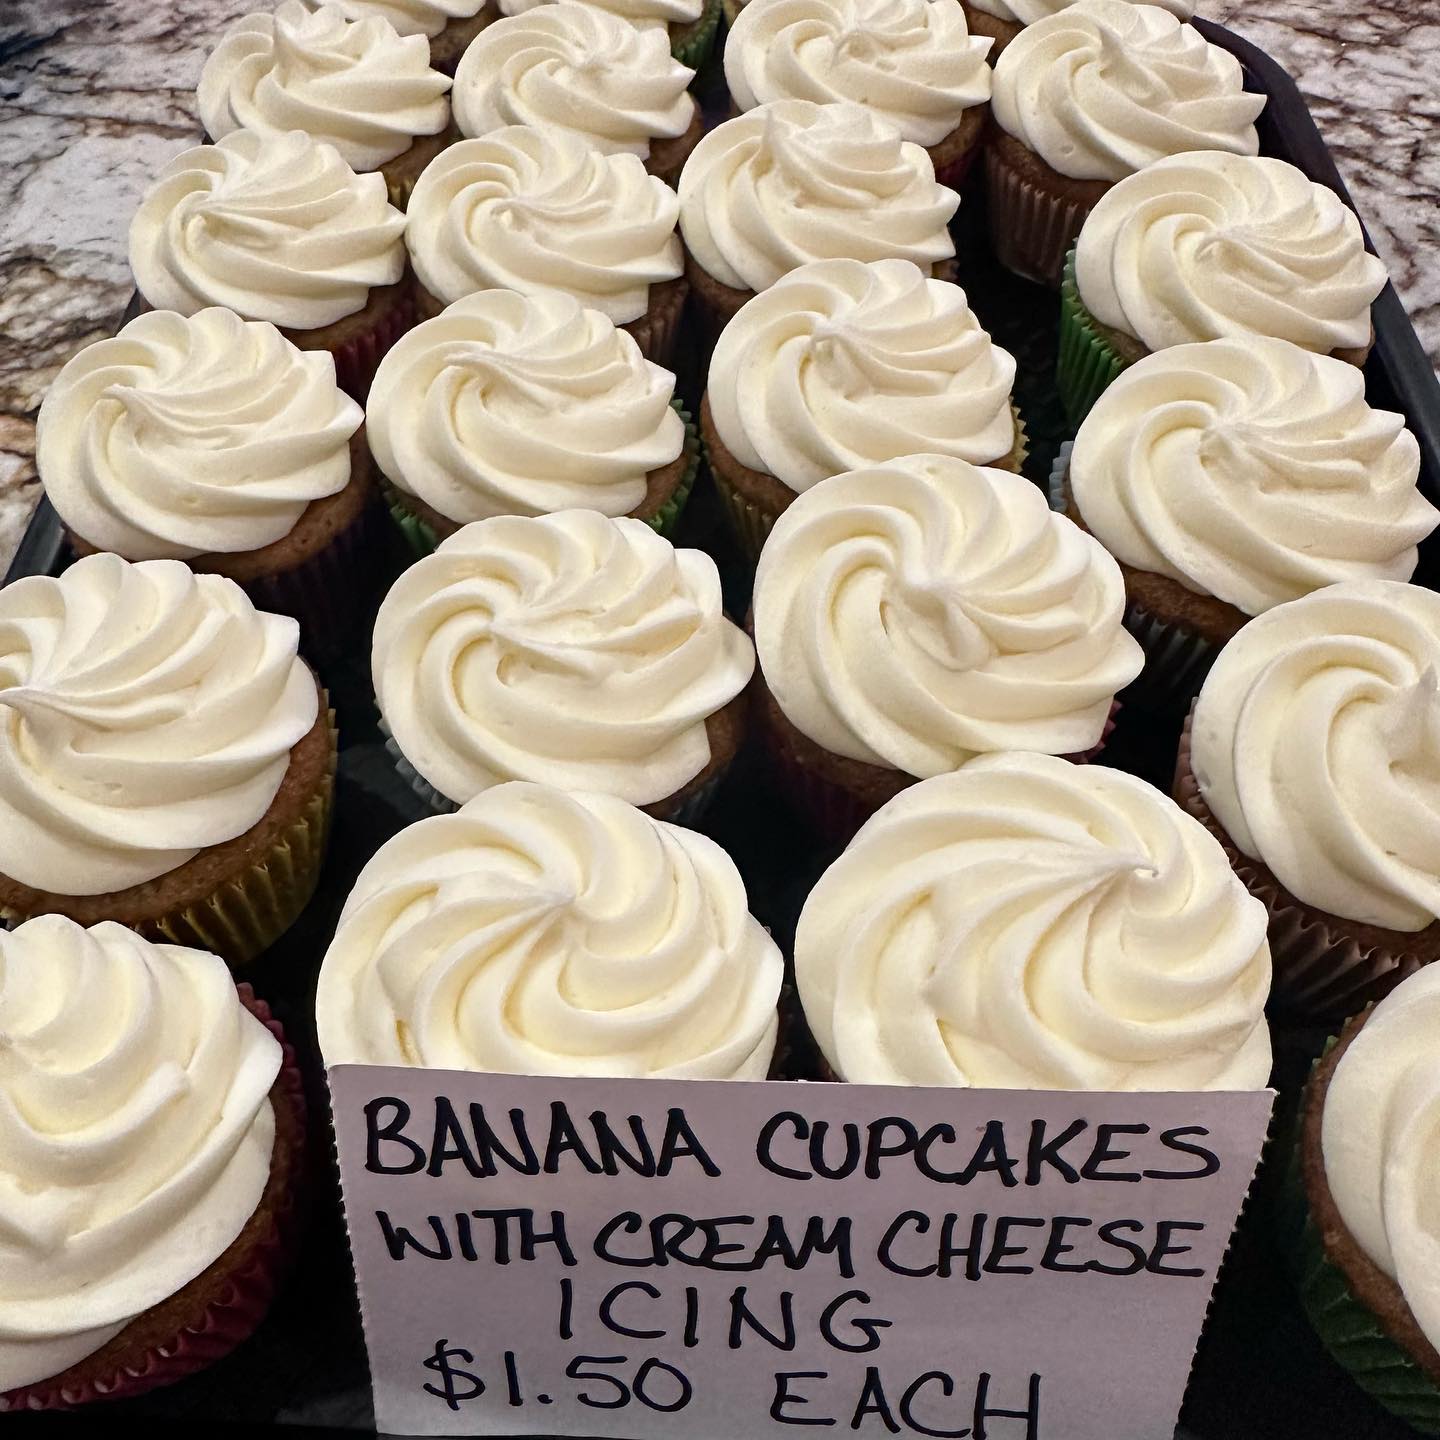 BANANA CUPCAKES
WITH CREAM CHEESE
ICING
$1.50 EACH